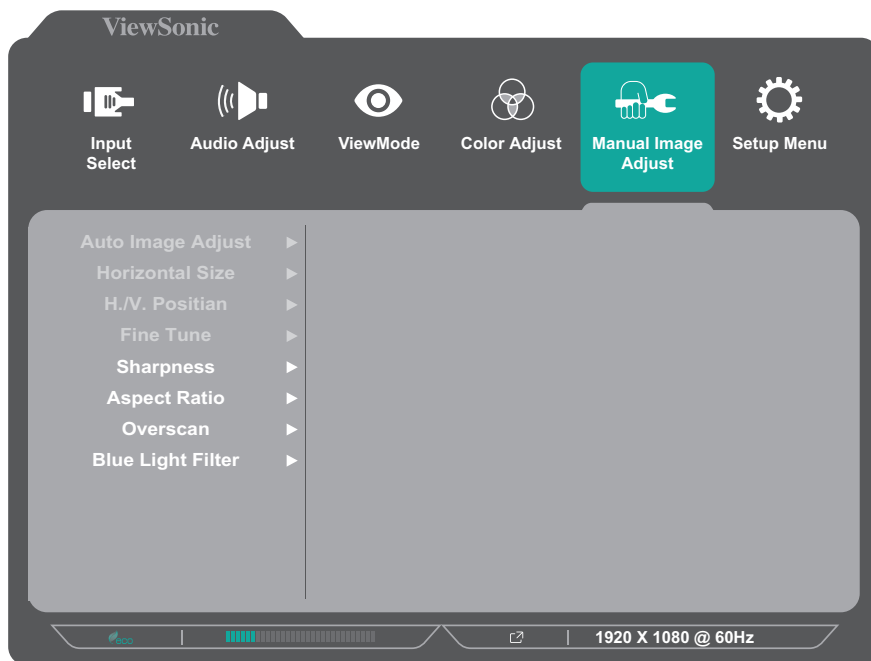 ViewSonic
Input Select
Audio Adjust
ViewMode
Color Adjust
Manual Image Adjust
Setup Menu
Auto Image Adjust
Horizontal Size
H./V. Positian
Fine Tune
Sharpness
Aspect Ratio
Overscan
Blue Light Filter
eco
1920 X 1080 @ 60Hz